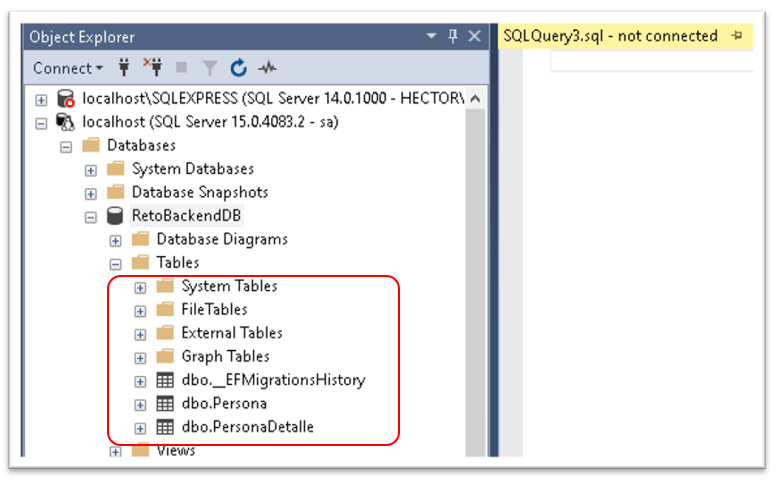 Object Explorer
SQLQuery3.sql - not connected
Connect
localhost\SQLEXPRESS (SQL Server 14.0.1000 - HECTOR\
localhost (SQL Server 15.0.4083.2 - sa)
Databases
System Databases
Database Snapshots
RetoBackendDB
Database Diagrams
Tables
System Tables
FileTables
External Tables
Graph Tables
dbo.__EFMigrationsHistory
dbo.Persona
dbo.PersonaDetalle
Views